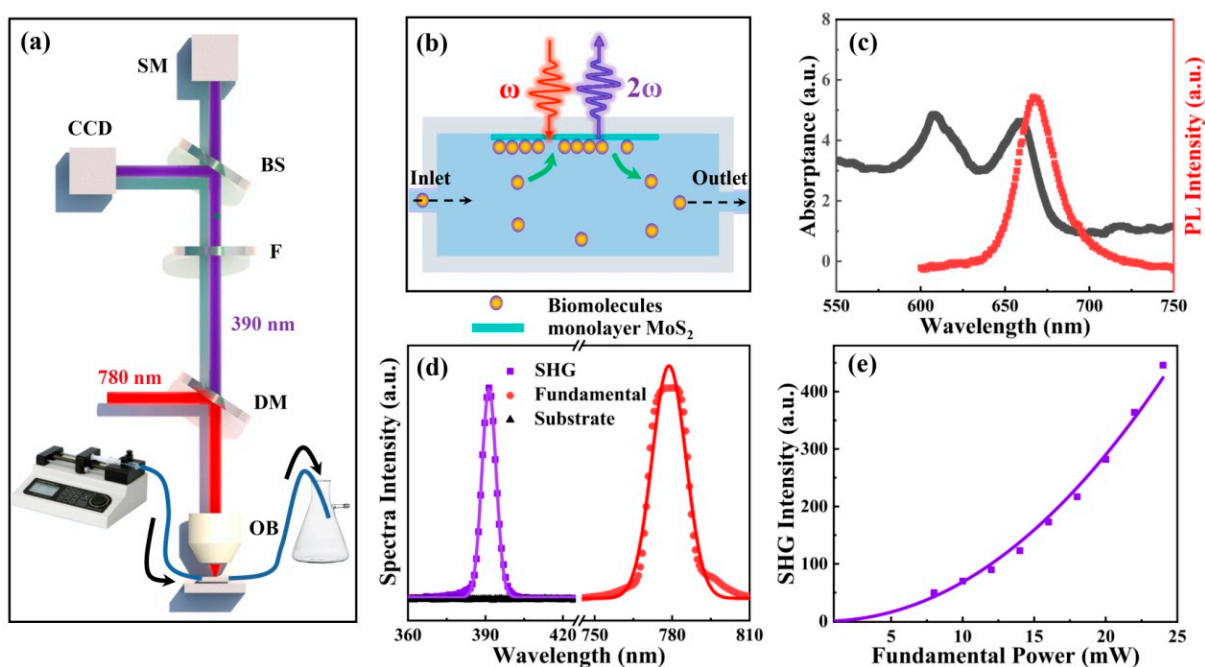 (a)
SM
CCD
BS
F
390 nm
780 nm
DM
OB
(b)
ω
2ω
Inlet
Outlet
Biomolecules
monolayer MoS₂
(c)
8
6
4
2
0
Absorptance (a.u.)
PL Intensity (a.u.)
550
600
650
700
750
Wavelength (nm)
(d)
SHG
Fundamental
Substrate
Spectra Intensity (a.u.)
360
390
420
750
780
810
Wavelength (nm)
(e)
400
300
200
100
0
SHG Intensity (a.u.)
5
10
15
20
25
Fundamental Power (mW)